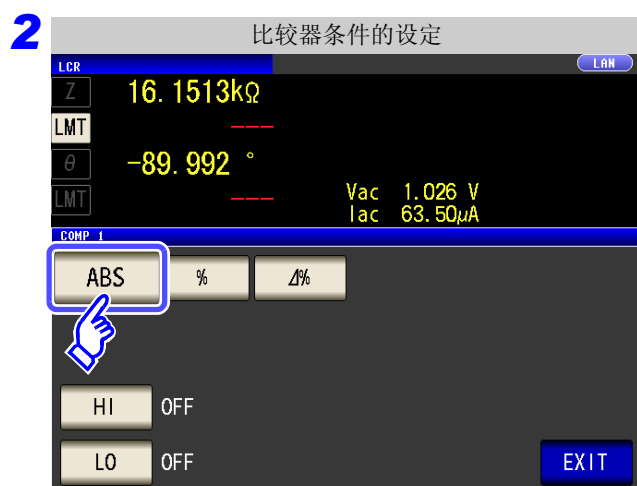 2
比较器条件的设定
LCR
LAN
Z 16.1513kΩ
LMT ---
θ -89.992 °
LMT ---
Vac 1.026 V
Iac 63.50μA
COMP 1
ABS % Δ%
HI OFF
LO OFF
EXIT